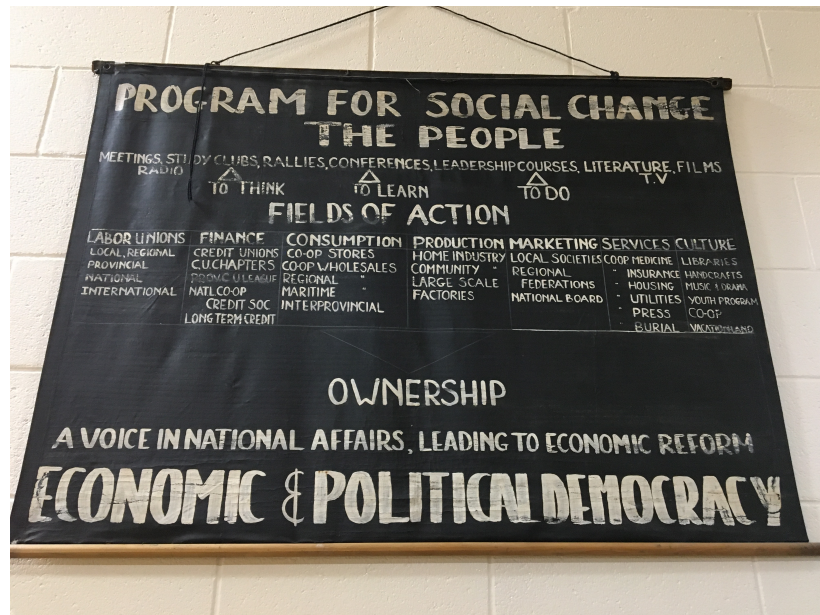 PROGRAM FOR SOCIAL CHANGE
THE PEOPLE
MEETINGS, STUDY CLUBS, RALLIES, CONFERENCES, LEADERSHIP COURSES, LITERATURE, FILMS
RADIO T.V
TO THINK TO LEARN TO DO
FIELDS OF ACTION
LABOR UNIONS
LOCAL, REGIONAL
PROVINCIAL
NATIONAL
INTERNATIONAL
FINANCE
CREDIT UNIONS
C.U.CHAPTERS
LEAGUE
NATL CO-OP
CREDIT SOC
LONG TERM CREDIT
CONSUMPTION
CO-OP STORES
CO-OP WHOLESALES
REGIONAL "
MARITIME "
INTERPROVINCIAL
PRODUCTION
HOME INDUSTRY
COMMUNITY "
LARGE SCALE
FACTORIES
MARKETING
LOCAL SOCIETIES
REGIONAL
FEDERATIONS
NATIONAL BOARD
SERVICES
COOP MEDICINE
" INSURANCE
" HOUSING
" UTILITIES
" PRESS
" BURIAL
CULTURE
LIBRARIES
HANDCRAFTS
MUSIC & DRAMA
YOUTH PROGRAM
CO-OP
VACATIONLAND
OWNERSHIP
A VOICE IN NATIONAL AFFAIRS, LEADING TO ECONOMIC REFORM
ECONOMIC & POLITICAL DEMOCRACY